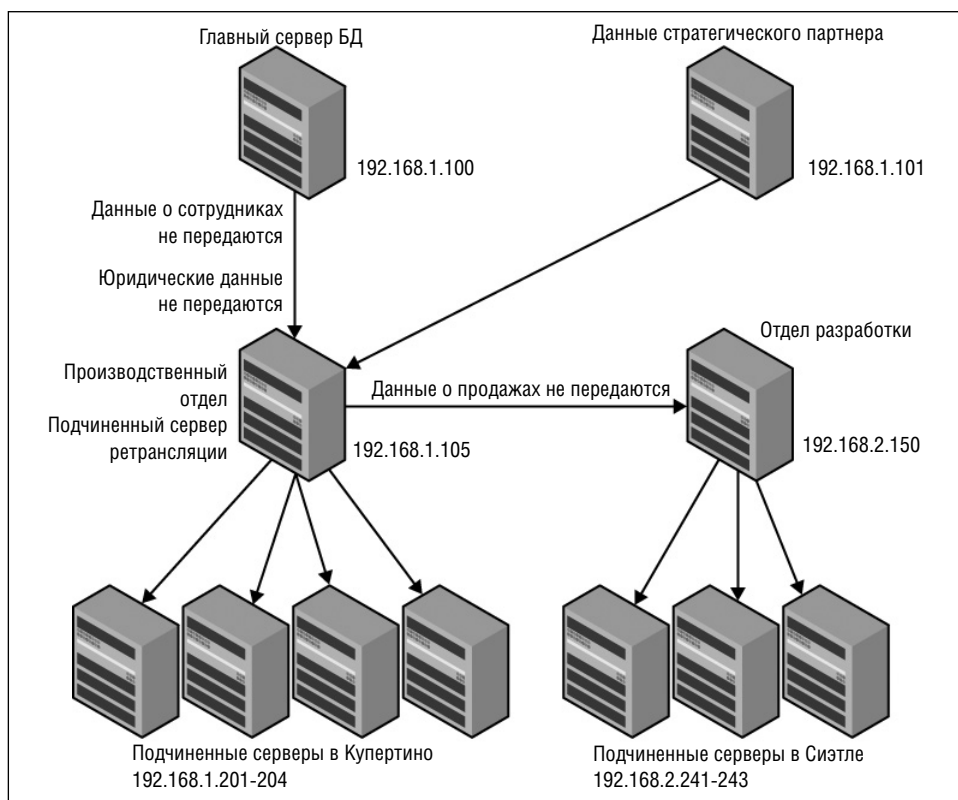 Главный сервер БД
Данные стратегического партнера
192.168.1.100
192.168.1.101
Данные о сотрудниках
не передаются
Юридические данные
не передаются
Отдел разработки
Производственный
отдел
Подчиненный сервер
ретрансляции
Данные о продажах не передаются
192.168.1.105
192.168.2.150
Подчиненные серверы в Купертино
192.168.1.201-204
Подчиненные серверы в Сиэтле
192.168.2.241-243